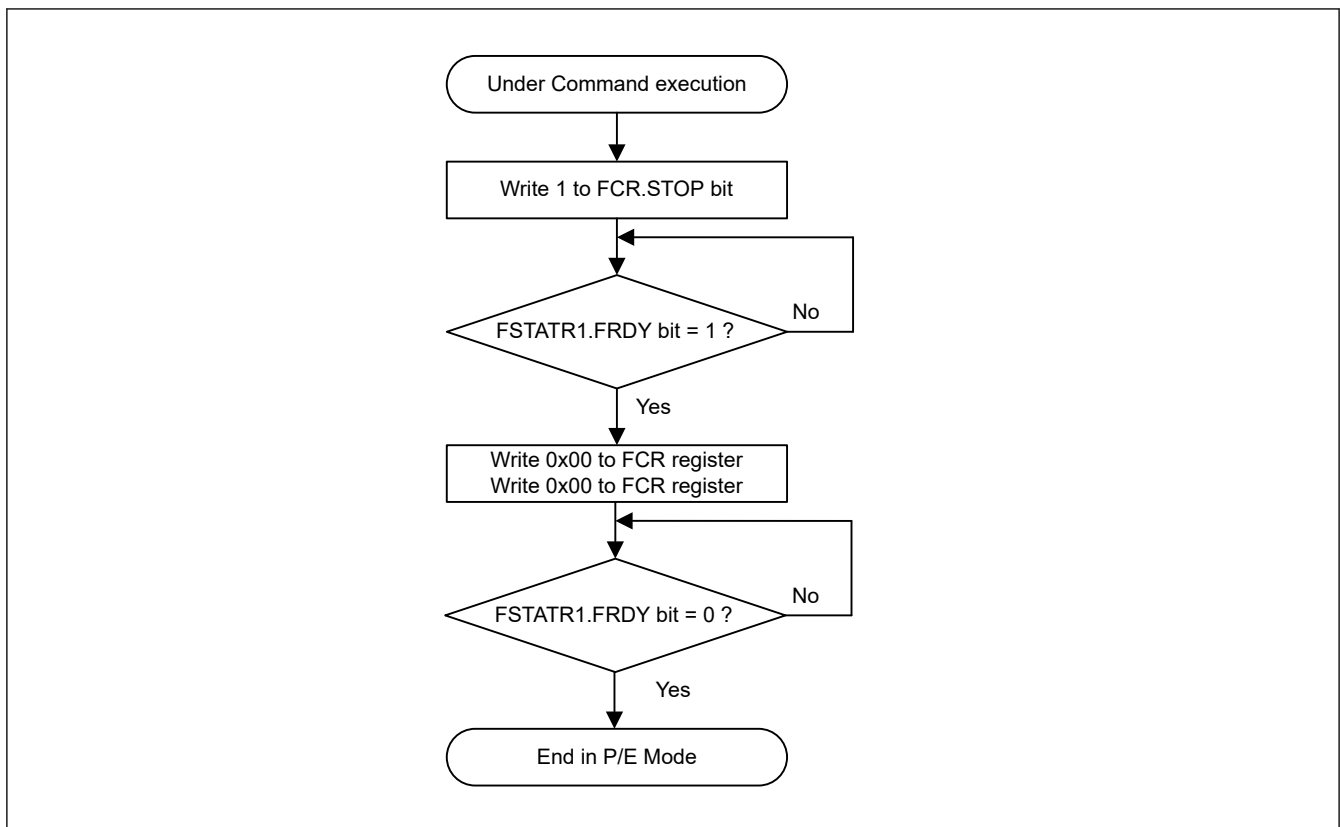 Under Command execution
Write 1 to FCR.STOP bit
FSTATR1.FRDY bit = 1 ?
No
Yes
Write 0x00 to FCR register
Write 0x00 to FCR register
FSTATR1.FRDY bit = 0 ?
No
Yes
End in P/E Mode